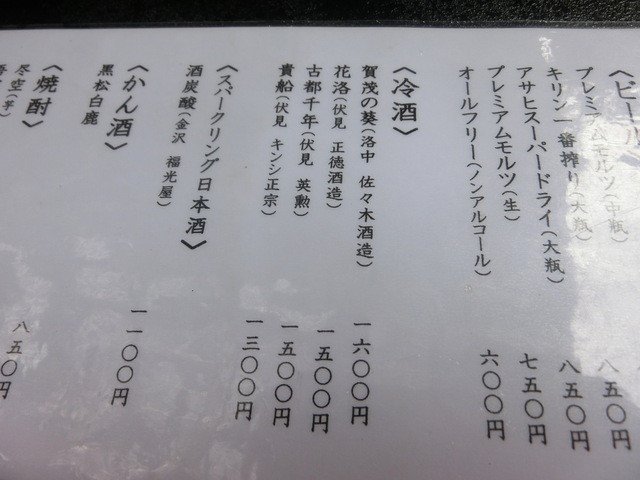 〈ビール〉
プレミアムモルツ(中瓶)
キリン一番搾り(大瓶) 八五〇円
アサヒスーパードライ(大瓶) 八五〇円
プレミアムモルツ(生) 七五〇円
オールフリー(ノンアルコール) 六〇〇円
〈冷酒〉
賀茂の葵(洛中 佐々木酒造) 一六〇〇円
花洛(伏見 正徳酒造) 一五〇〇円
古都千年(伏見 英勲) 一五〇〇円
貴船(伏見 キンシ正宗) 一三〇〇円
〈スパークリング日本酒〉
酒炭酸(金沢 福光屋) 一一〇〇円
〈かん酒〉
黒松白鹿
〈焼酎〉
尽空(芋) 八五〇円